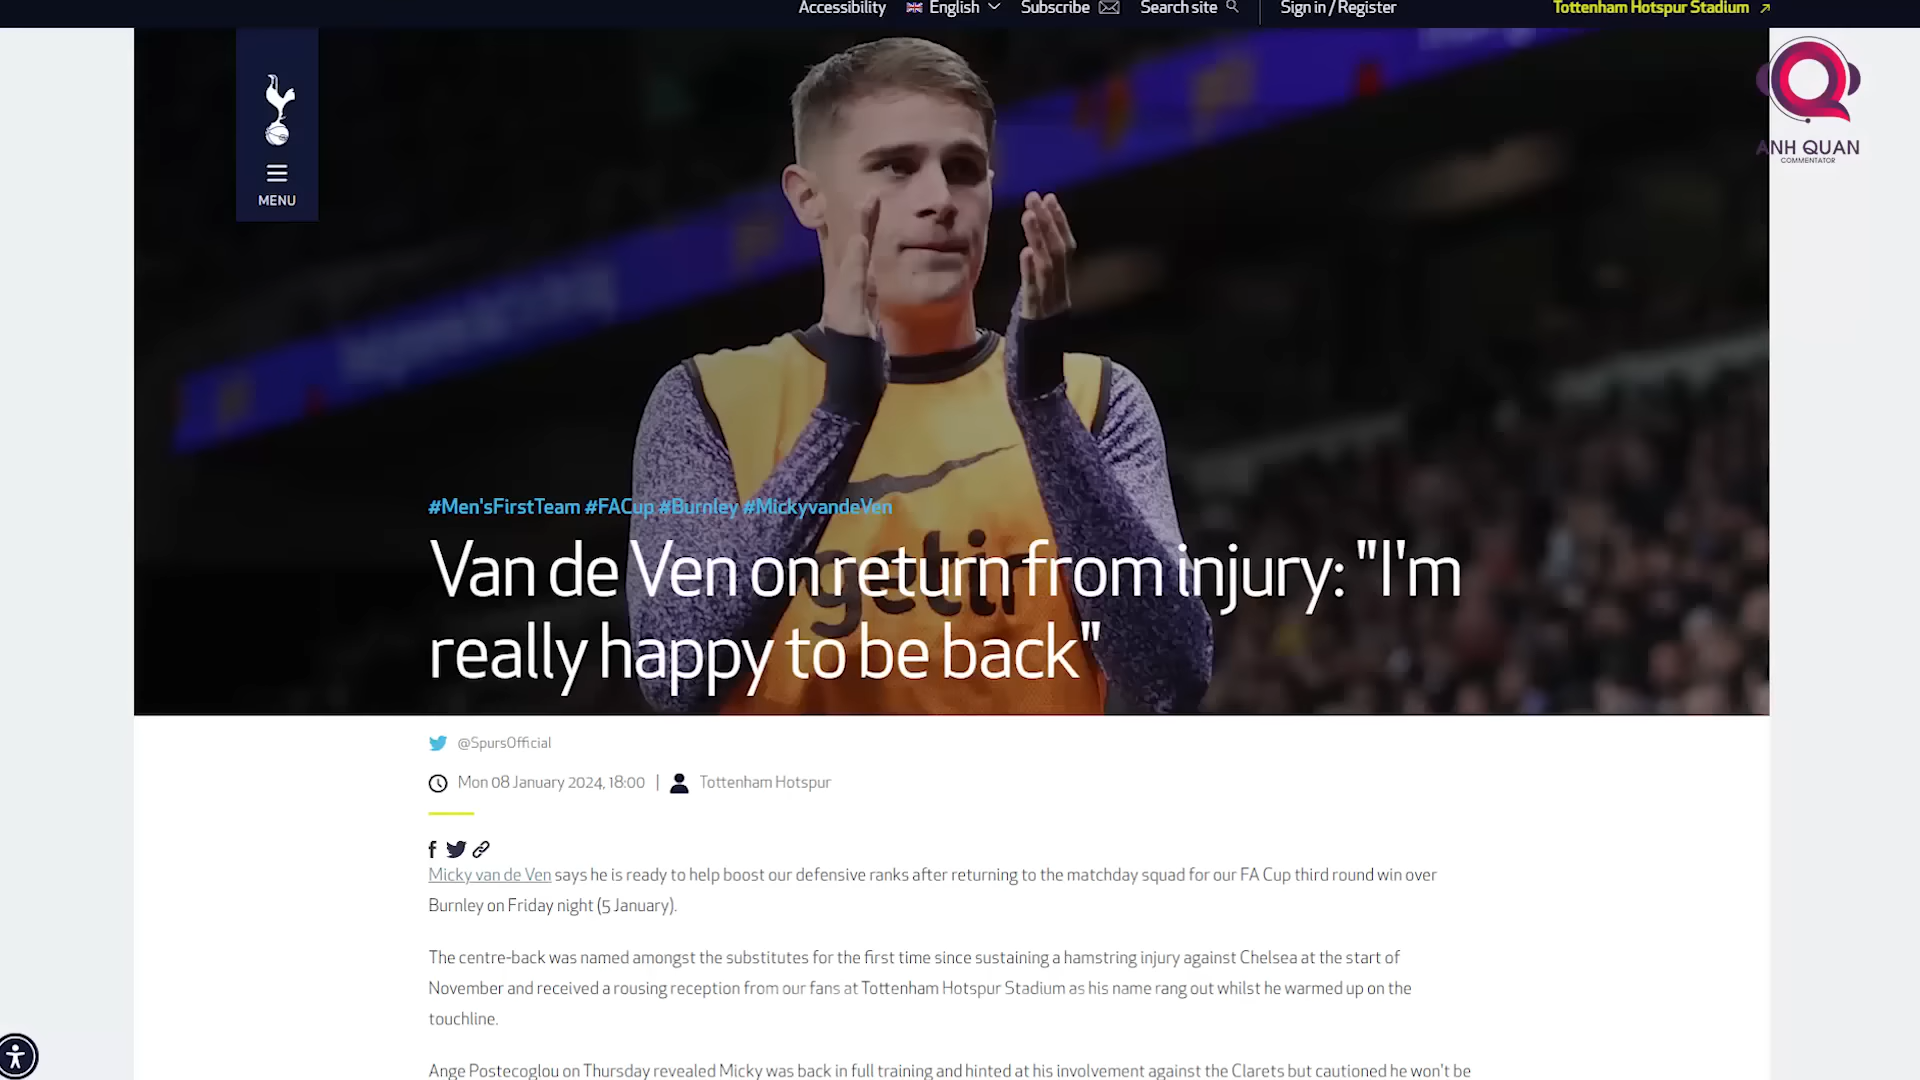 Accessibility English Subscribe Search site Sign in / Register Tottenham Hotspur Stadium
ANH QUAN
COMMENTATOR
MENU
#Men'sFirstTeam #FACup #Burnley #MickyvandeVen
getir
Van de Ven on return from injury: "I'm
really happy to be back"
@SpursOfficial
Mon 08 January 2024, 18:00 | Tottenham Hotspur
Micky van de Ven says he is ready to help boost our defensive ranks after returning to the matchday squad for our FA Cup third round win over
Burnley on Friday night (5 January).
The centre-back was named amongst the substitutes for the first time since sustaining a hamstring injury against Chelsea at the start of
November and received a rousing reception from our fans at Tottenham Hotspur Stadium as his name rang out whilst he warmed up on the
touchline.
Ange Postecoglou on Thursday revealed Micky was back in full training and hinted at his involvement against the Clarets but cautioned he won't be